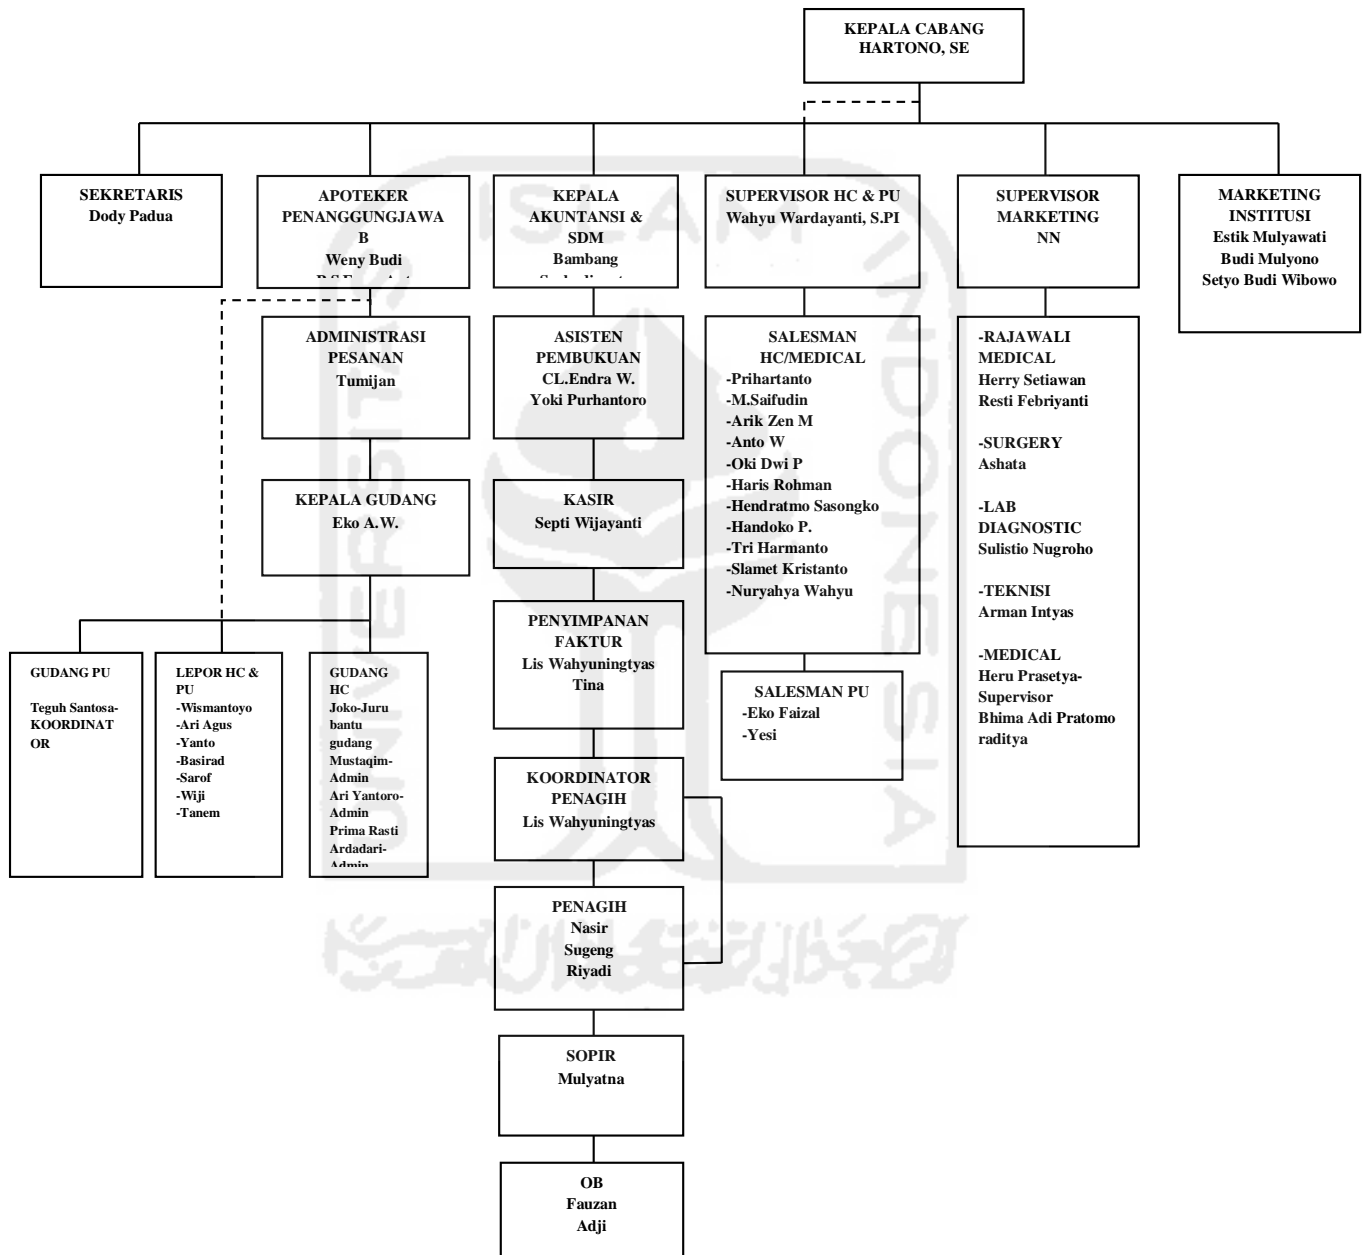 KEPALA CABANG
HARTONO, SE
SEKRETARIS
Dody Padua
APOTEKER
PENANGGUNGJAWA
B
Weny Budi
KEPALA
AKUNTANSI &
SDM
Bambang
SUPERVISOR HC & PU
Wahyu Wardayanti, S.PI
SUPERVISOR
MARKETING
NN
MARKETING
INSTITUSI
Estik Mulyawati
Budi Mulyono
Setyo Budi Wibowo
ADMINISTRASI
PESANAN
Tumijan
ASISTEN
PEMBUKUAN
CL.Endra W.
Yoki Purhantoro
SALESMAN
HC/MEDICAL
-Prihartanto
-M.Saifudin
-Arik Zen M
-Anto W
-Oki Dwi P
-Haris Rohman
-Hendratmo Sasongko
-Handoko P.
-Tri Harmanto
-Slamet Kristanto
-Nuryahya Wahyu
-RAJAWALI
MEDICAL
Herry Setiawan
Resti Febriyanti
-SURGERY
Ashata
-LAB
DIAGNOSTIC
Sulistio Nugroho
-TEKNISI
Arman Intyas
-MEDICAL
Heru Prasetya-
Supervisor
Bhima Adi Pratomo
raditya
KEPALA GUDANG
Eko A.W.
KASIR
Septi Wijayanti
PENYIMPANAN
FAKTUR
Lis Wahyuningtyas
Tina
GUDANG PU
Teguh Santosa-
KOORDINAT
OR
LEPOR HC &
PU
-Wismantoyo
-Ari Agus
-Yanto
-Basirad
-Sarof
-Wiji
-Tanem
GUDANG
HC
Joko-Juru
bantu
gudang
Mustaqim-
Admin
Ari Yantoro-
Admin
Prima Rasti
Ardadari-
Admin
SALESMAN PU
-Eko Faizal
-Yesi
KOORDINATOR
PENAGIH
Lis Wahyuningtyas
PENAGIH
Nasir
Sugeng
Riyadi
SOPIR
Mulyatna
OB
Fauzan
Adji
UNIVERSITAS
ISLAM
INDONESIA